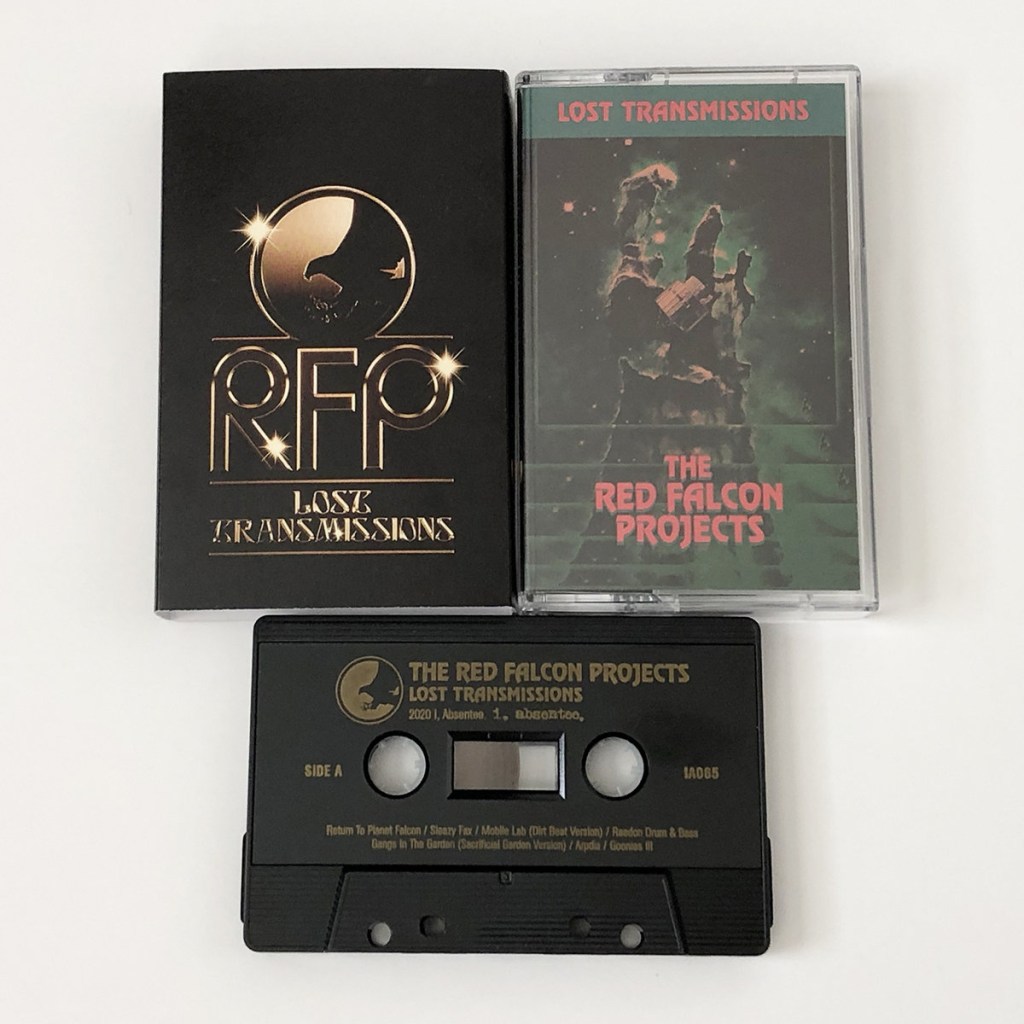 RFP
LOST
TRANSMISSIONS
LOST TRANSMISSIONS
THE
RED FALCON
PROJECTS
THE RED FALCON PROJECTS
LOST TRANSMISSIONS
2020 I, Absentee. i, absentee.
SIDE A
IA065
Return To Planet Falcon / Sleazy Fax / Mobile Lab (Dirt Beat Version) / Raedon Drum & Bass
Gangs In The Garden (Sacrificial Garden Version) / Arpdia / Goonies III